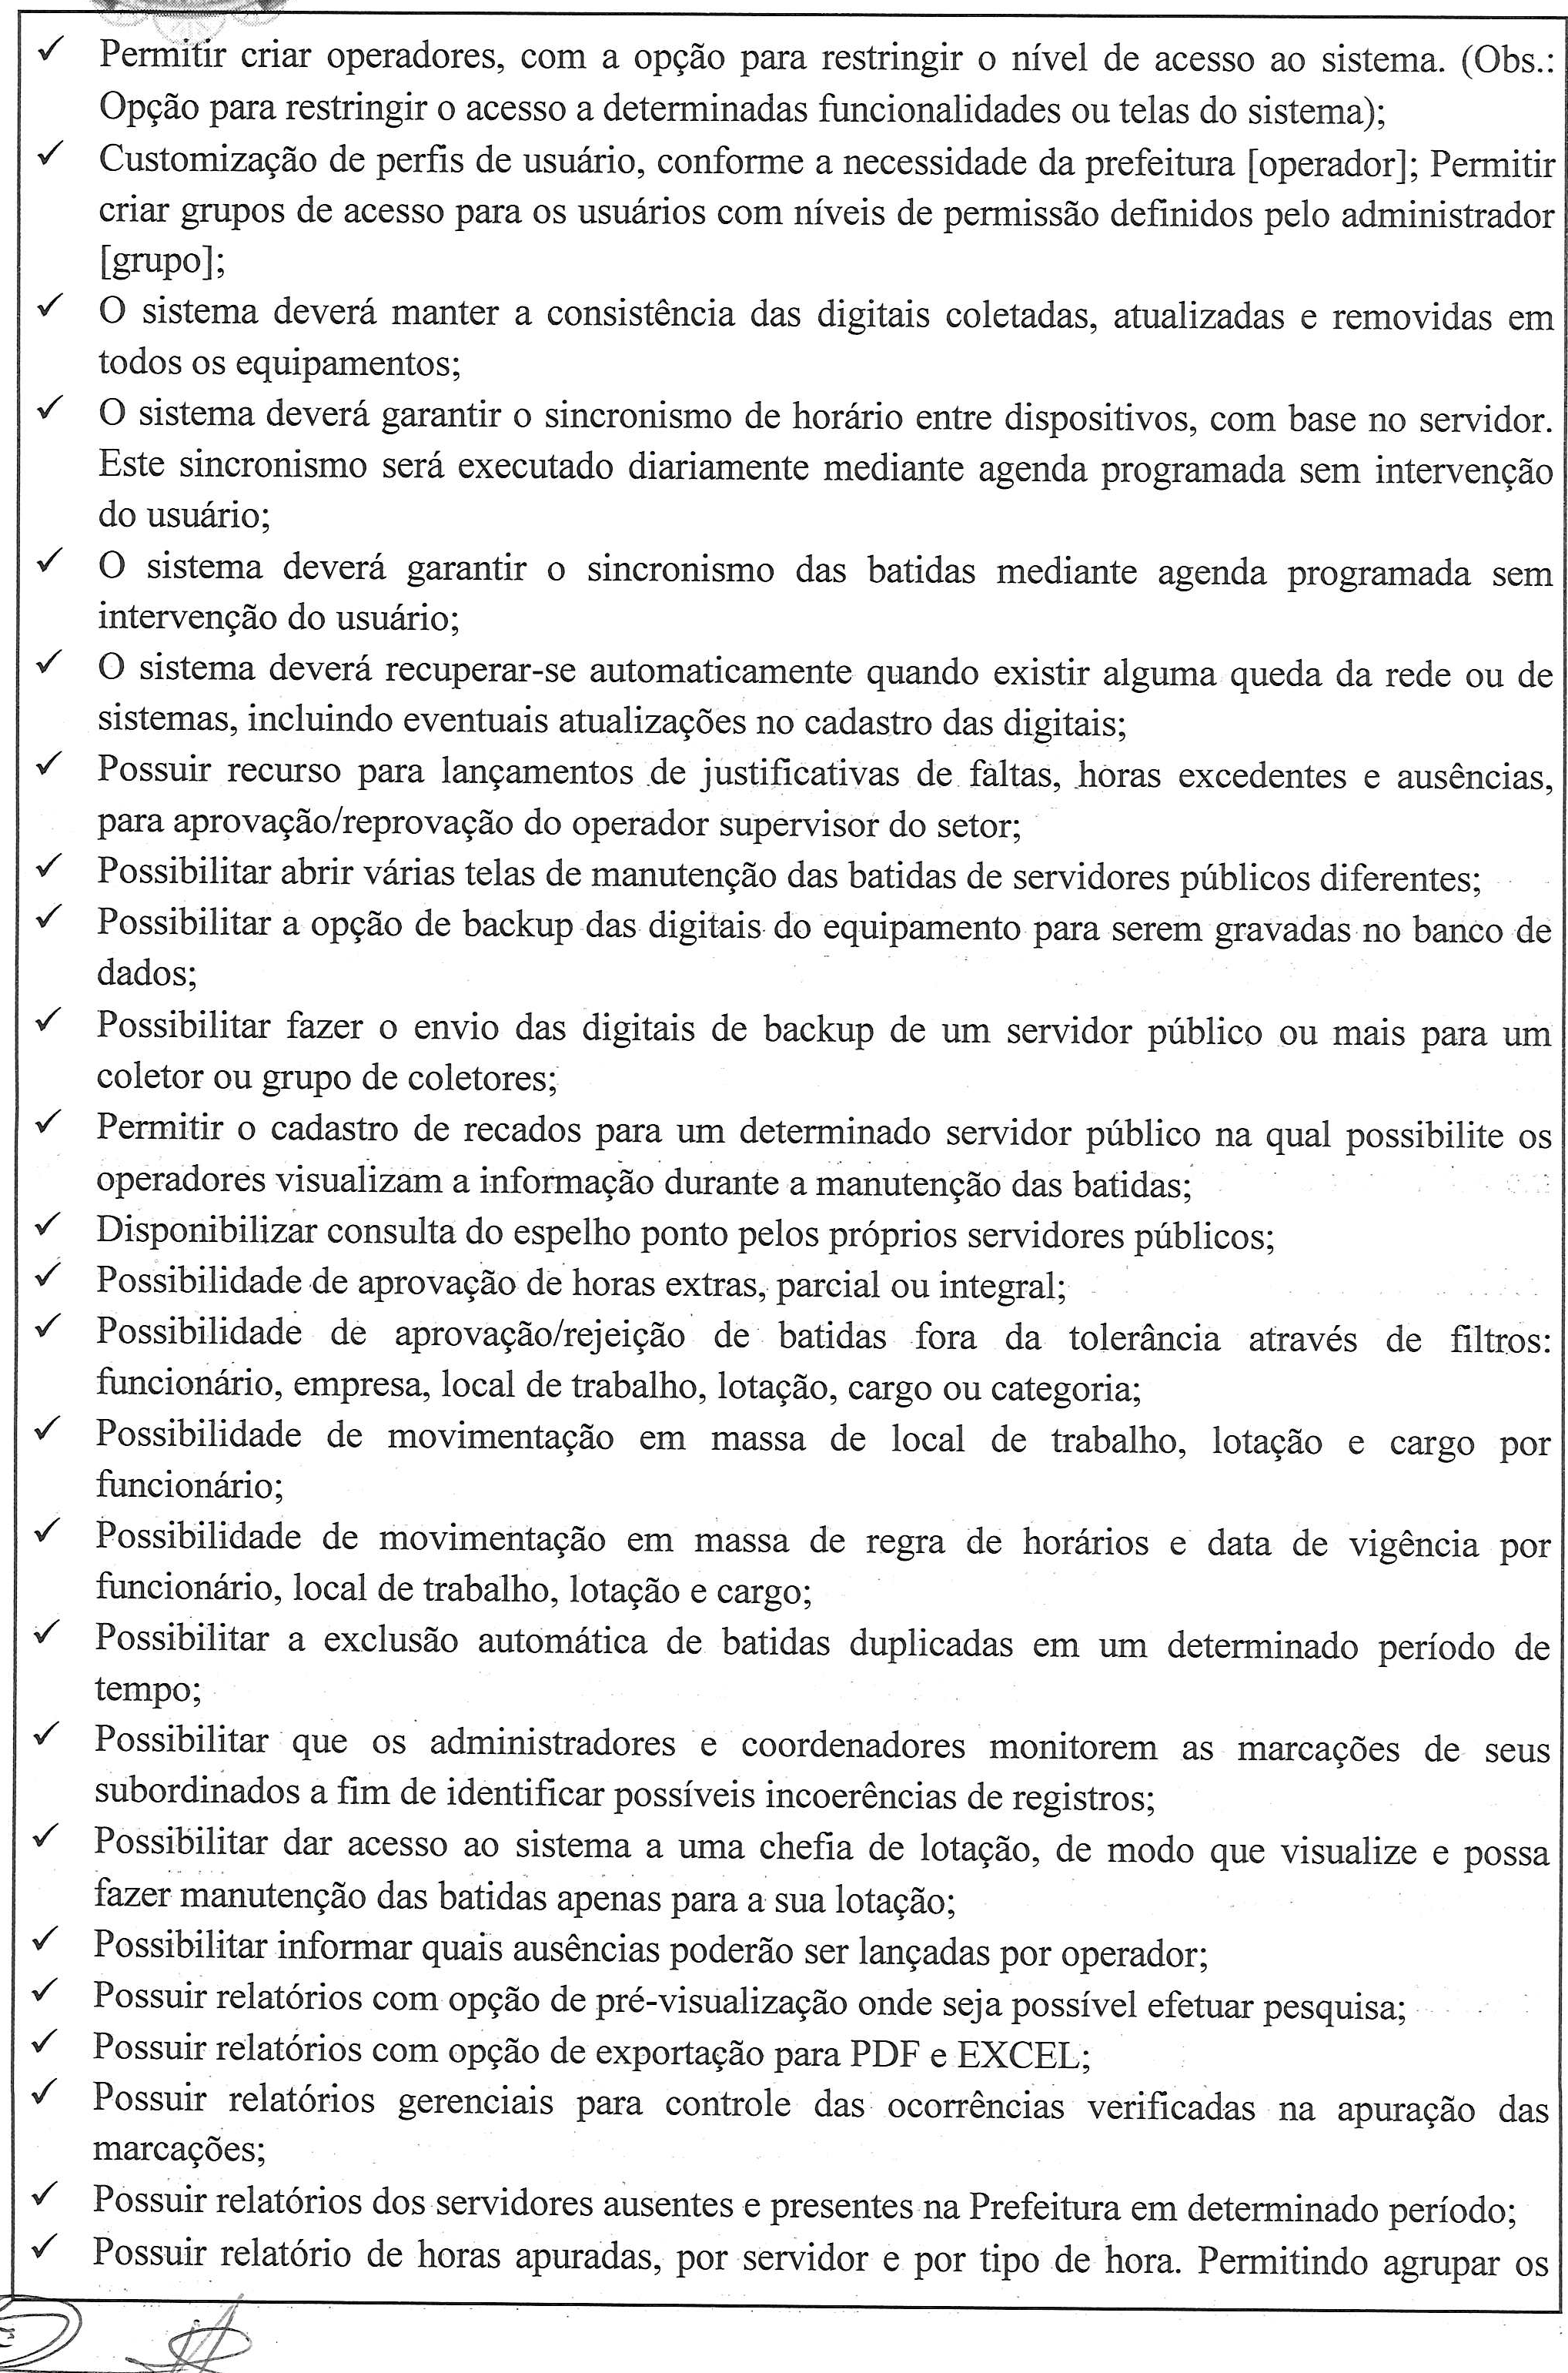 ✓ Permitir criar operadores, com a opção para restringir o nível de acesso ao sistema. (Obs.:
Opção para restringir o acesso a determinadas funcionalidades ou telas do sistema);
✓ Customização de perfis de usuário, conforme a necessidade da prefeitura [operador]; Permitir
criar grupos de acesso para os usuários com níveis de permissão definidos pelo administrador
[grupo];
✓ O sistema deverá manter a consistência das digitais coletadas, atualizadas e removidas em
todos os equipamentos;
✓ O sistema deverá garantir o sincronismo de horário entre dispositivos, com base no servidor.
Este sincronismo será executado diariamente mediante agenda programada sem intervenção
do usuário;
✓ O sistema deverá garantir o sincronismo das batidas mediante agenda programada sem
intervenção do usuário;
✓ O sistema deverá recuperar-se automaticamente quando existir alguma queda da rede ou de
sistemas, incluindo eventuais atualizações no cadastro das digitais;
✓ Possuir recurso para lançamentos de justificativas de faltas, horas excedentes e ausências,
para aprovação/reprovação do operador supervisor do setor;
✓ Possibilitar abrir várias telas de manutenção das batidas de servidores públicos diferentes;
✓ Possibilitar a opção de backup das digitais do equipamento para serem gravadas no banco de
dados;
✓ Possibilitar fazer o envio das digitais de backup de um servidor público ou mais para um
coletor ou grupo de coletores;
✓ Permitir o cadastro de recados para um determinado servidor público na qual possibilite os
operadores visualizam a informação durante a manutenção das batidas;
✓ Disponibilizar consulta do espelho ponto pelos próprios servidores públicos;
✓ Possibilidade de aprovação de horas extras, parcial ou integral;
✓ Possibilidade de aprovação/rejeição de batidas fora da tolerância através de filtros:
funcionário, empresa, local de trabalho, lotação, cargo ou categoria;
✓ Possibilidade de movimentação em massa de local de trabalho, lotação e cargo por
funcionário;
✓ Possibilidade de movimentação em massa de regra de horários e data de vigência por
funcionário, local de trabalho, lotação e cargo;
✓ Possibilitar a exclusão automática de batidas duplicadas em um determinado período de
tempo;
✓ Possibilitar que os administradores e coordenadores monitorem as marcações de seus
subordinados a fim de identificar possíveis incoerências de registros;
✓ Possibilitar dar acesso ao sistema a uma chefia de lotação, de modo que visualize e possa
fazer manutenção das batidas apenas para a sua lotação;
✓ Possibilitar informar quais ausências poderão ser lançadas por operador;
✓ Possuir relatórios com opção de pré-visualização onde seja possível efetuar pesquisa;
✓ Possuir relatórios com opção de exportação para PDF e EXCEL;
✓ Possuir relatórios gerenciais para controle das ocorrências verificadas na apuração das
marcações;
✓ Possuir relatórios dos servidores ausentes e presentes na Prefeitura em determinado período;
✓ Possuir relatório de horas apuradas, por servidor e por tipo de hora. Permitindo agrupar os